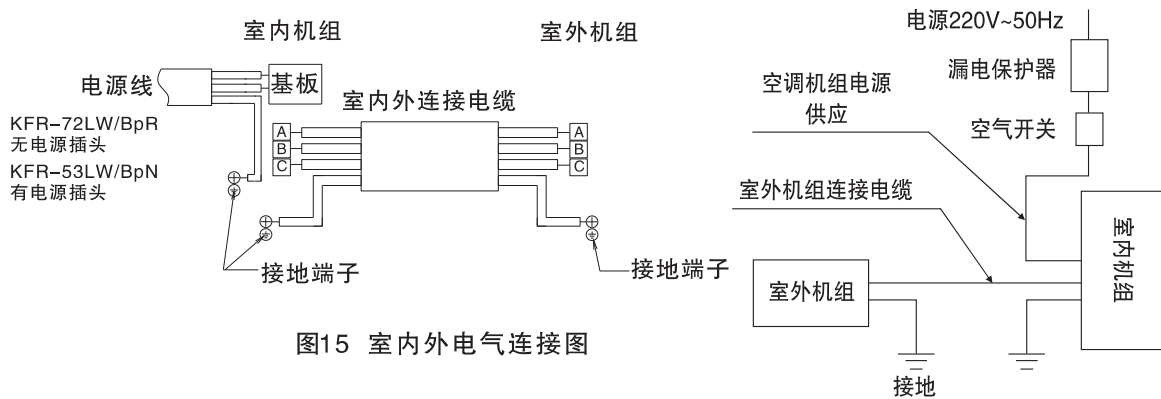 室内机组
室外机组
电源线
基板
KFR-72LW/BpR
无电源插头
KFR-53LW/BpN
有电源插头
室内外连接电缆
A
B
C
A
B
C
接地端子
接地端子
图15 室内外电气连接图
电源220V~50Hz
漏电保护器
空调机组电源
供应
空气开关
室外机组连接电缆
室内机组
室外机组
接地